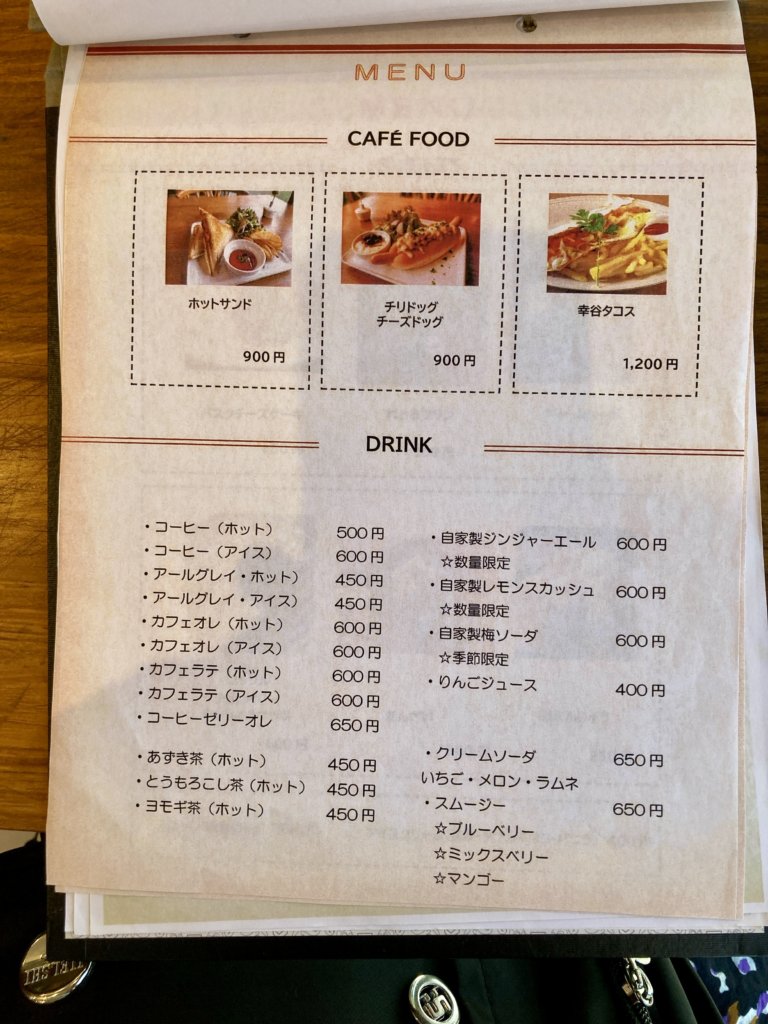 MENU
CAFÉ FOOD
ホットサンド
900円
チリドッグ
チーズドッグ
900円
幸谷タコス
1,200円
DRINK
・コーヒー（ホット） 500円
・コーヒー（アイス） 600円
・アールグレイ・ホット） 450円
・アールグレイ・アイス） 450円
・カフェオレ（ホット） 600円
・カフェオレ（アイス） 600円
・カフェラテ（ホット） 600円
・カフェラテ（アイス） 600円
・コーヒーゼリーオレ 650円
・あずき茶（ホット） 450円
・とうもろこし茶（ホット） 450円
・ヨモギ茶（ホット） 450円
・自家製ジンジャーエール 600円
☆数量限定
・自家製レモンスカッシュ 600円
☆数量限定
・自家製梅ソーダ 600円
☆季節限定
・りんごジュース 400円
・クリームソーダ 650円
いちご・メロン・ラムネ
・スムージー 650円
☆ブルーベリー
☆ミックスベリー
☆マンゴー